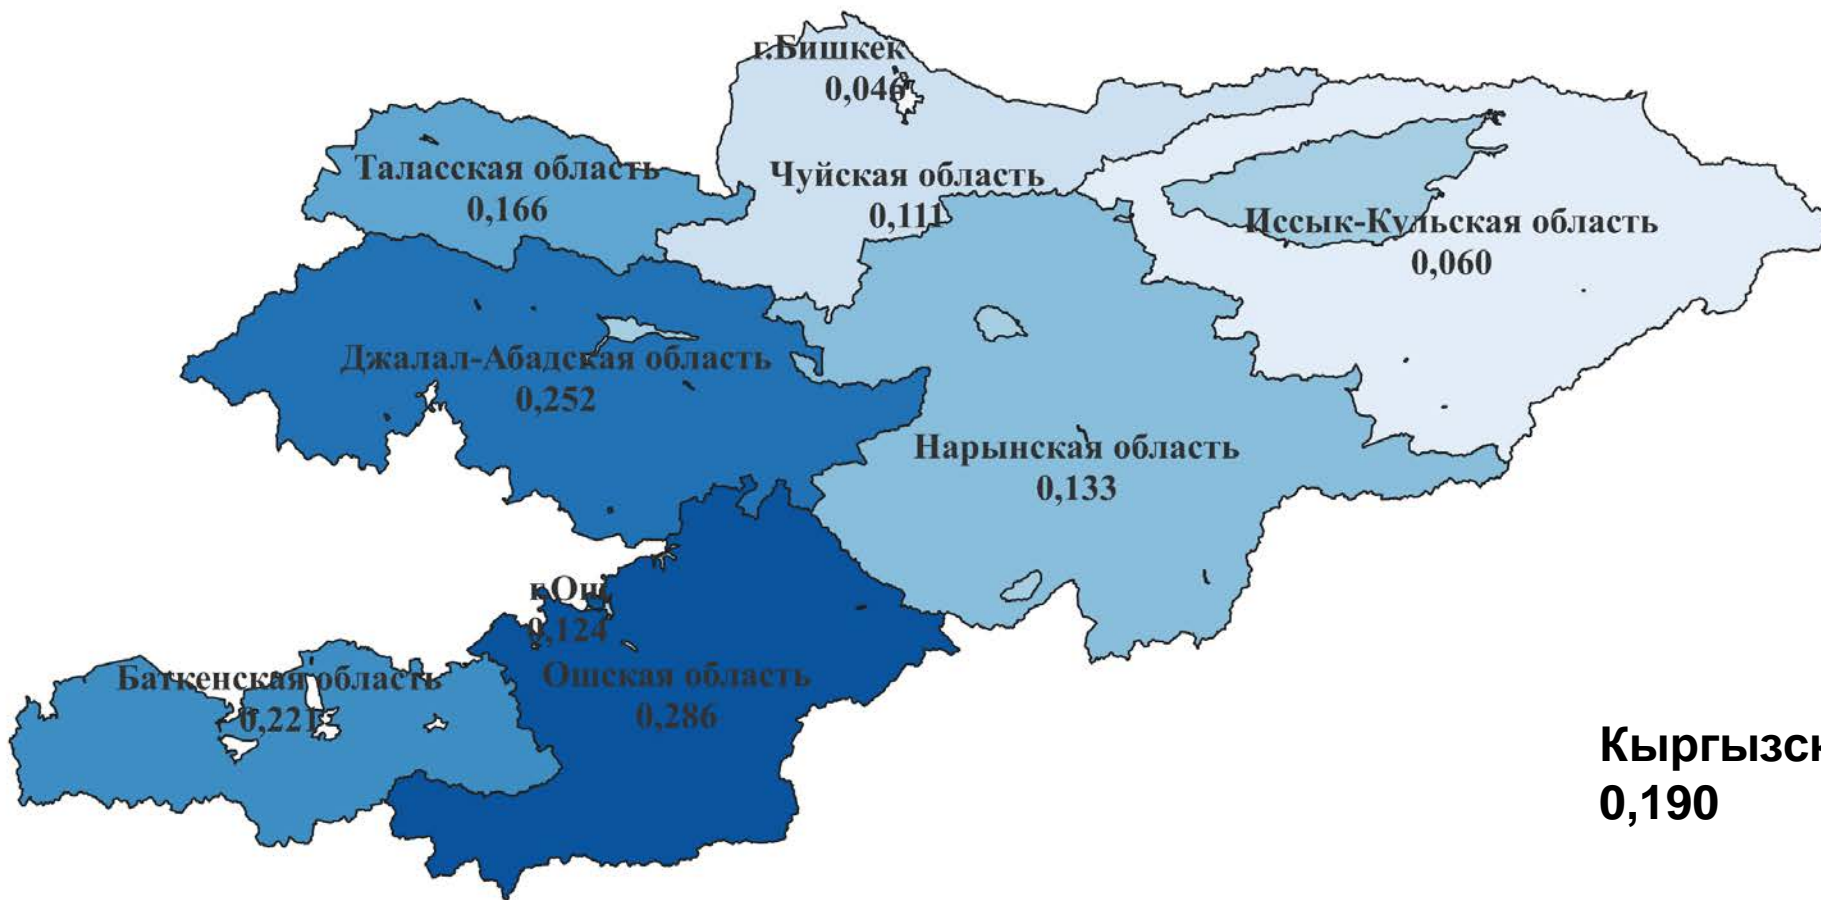 г.Бишкек
0,046
Таласская область
0,166
Чуйская область
0,111
Иссык-Кульская область
0,060
Джалал-Абадская область
0,252
Нарынская область
0,133
г.Ош
0,124
Баткенская область
0,221
Ошская область
0,286
Кыргызск
0,190